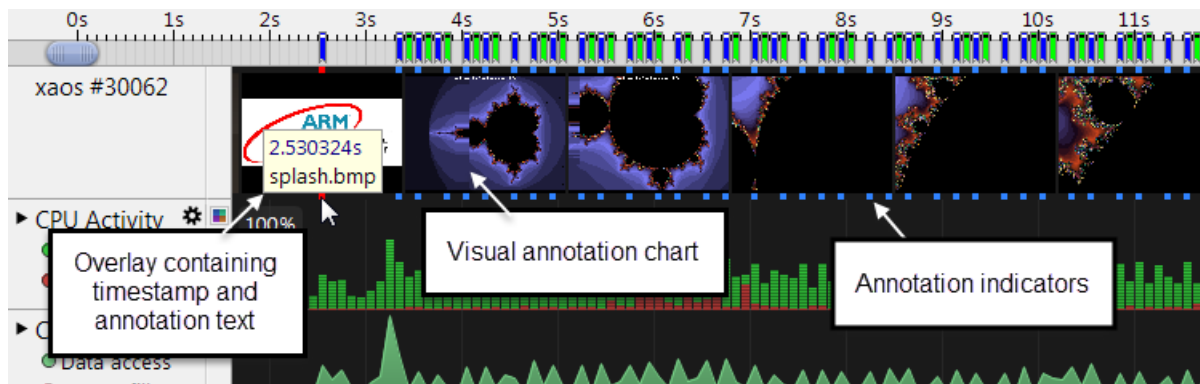 0s 1s 2s 3s 4s 5s 6s 7s 8s 9s 10s 11s
xaos #30062
ARM
2.530324s
splash.bmp
CPU Activity
100%
Overlay containing
timestamp and
annotation text
Visual annotation chart
Annotation indicators
Data access